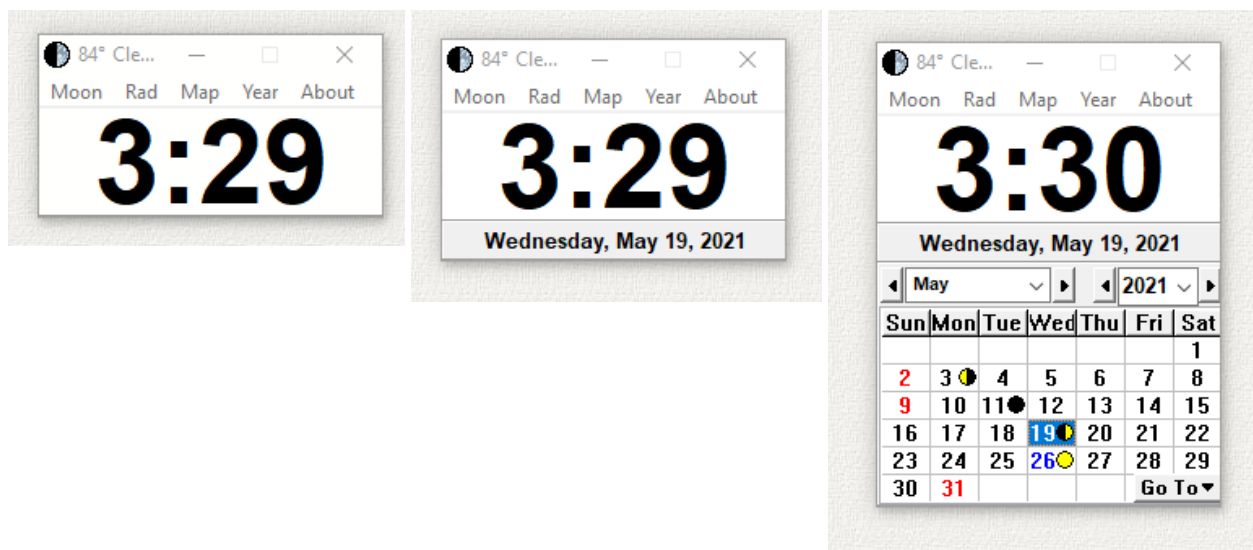 84° Cle...
Moon Rad Map Year About
3:29
84° Cle...
Moon Rad Map Year About
3:29
Wednesday, May 19, 2021
84° Cle...
Moon Rad Map Year About
3:30
Wednesday, May 19, 2021
May 2021
Sun Mon Tue Wed Thu Fri Sat
1
2 3 4 5 6 7 8
9 10 11 12 13 14 15
16 17 18 19 20 21 22
23 24 25 26 27 28 29
30 31 Go To